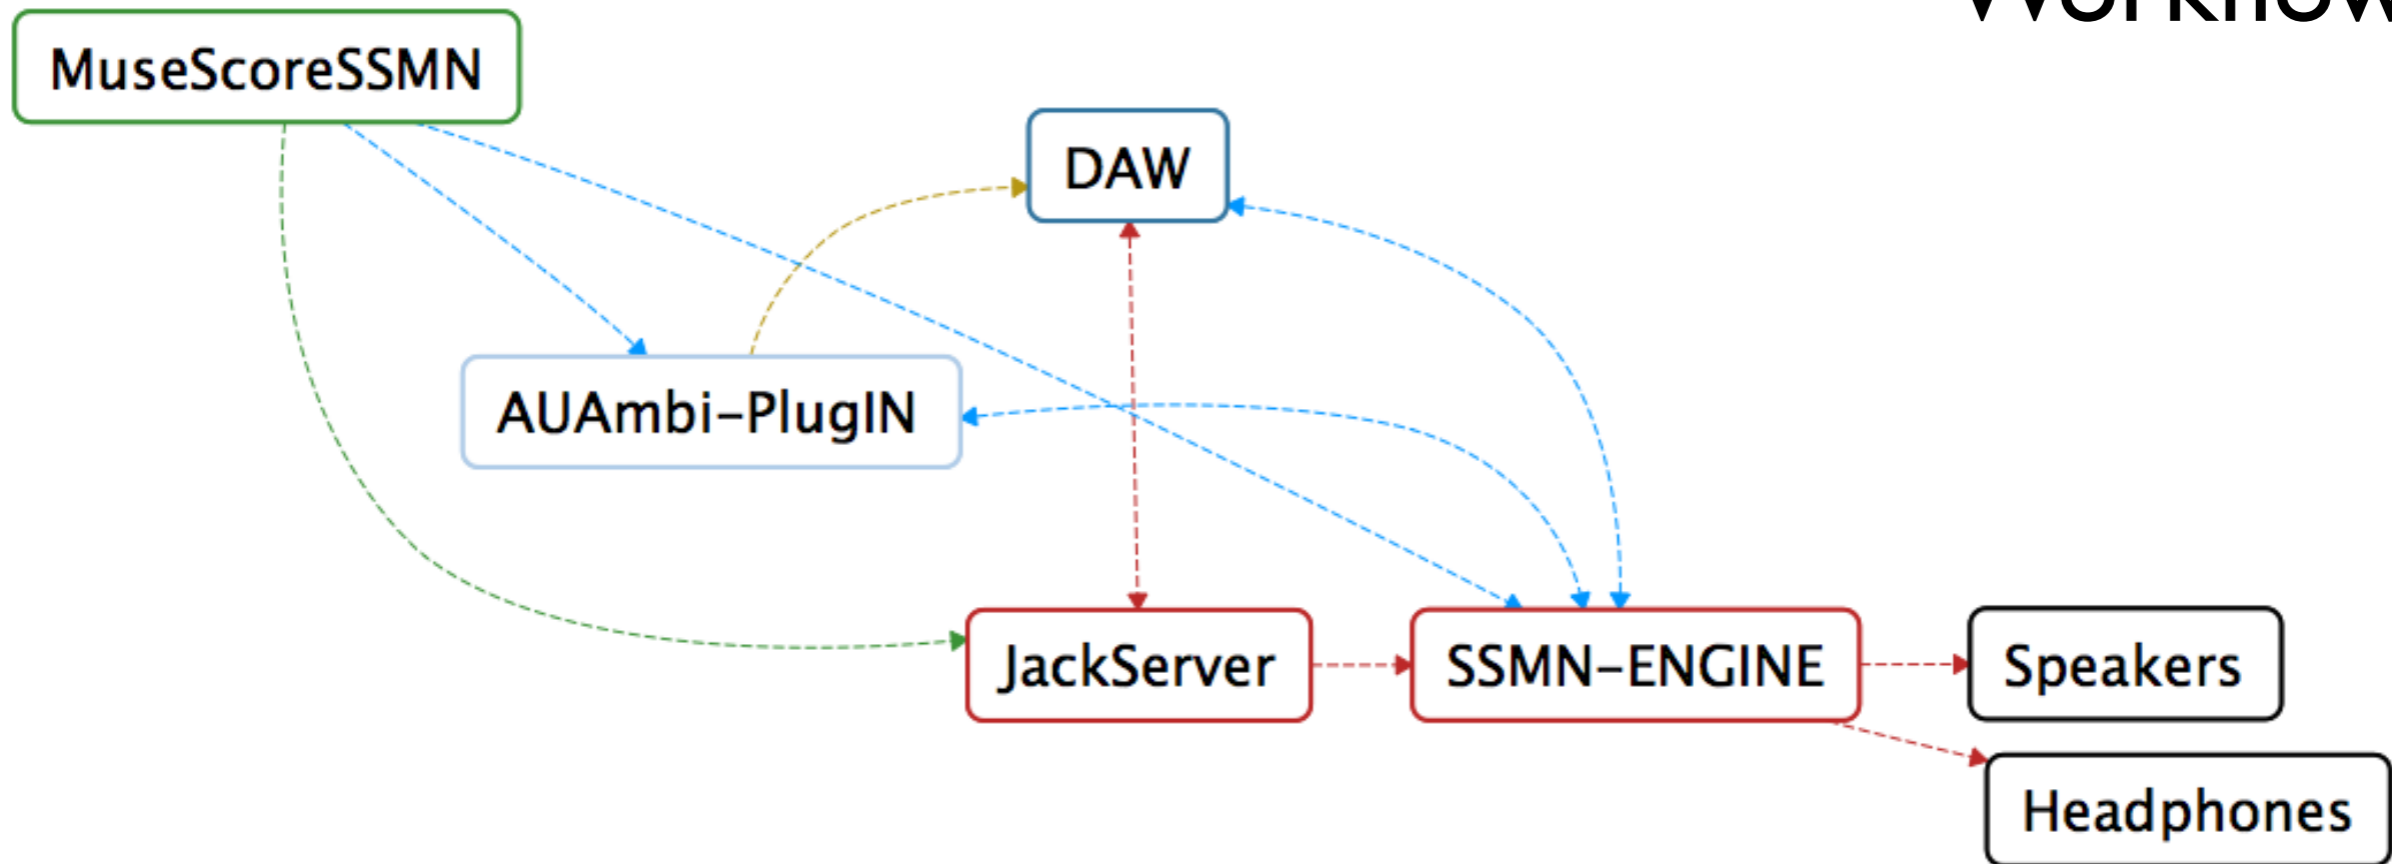 MuseScoreSSMN
DAW
AUAmbi-PlugIN
JackServer
SSMN-ENGINE
Speakers
Headphones